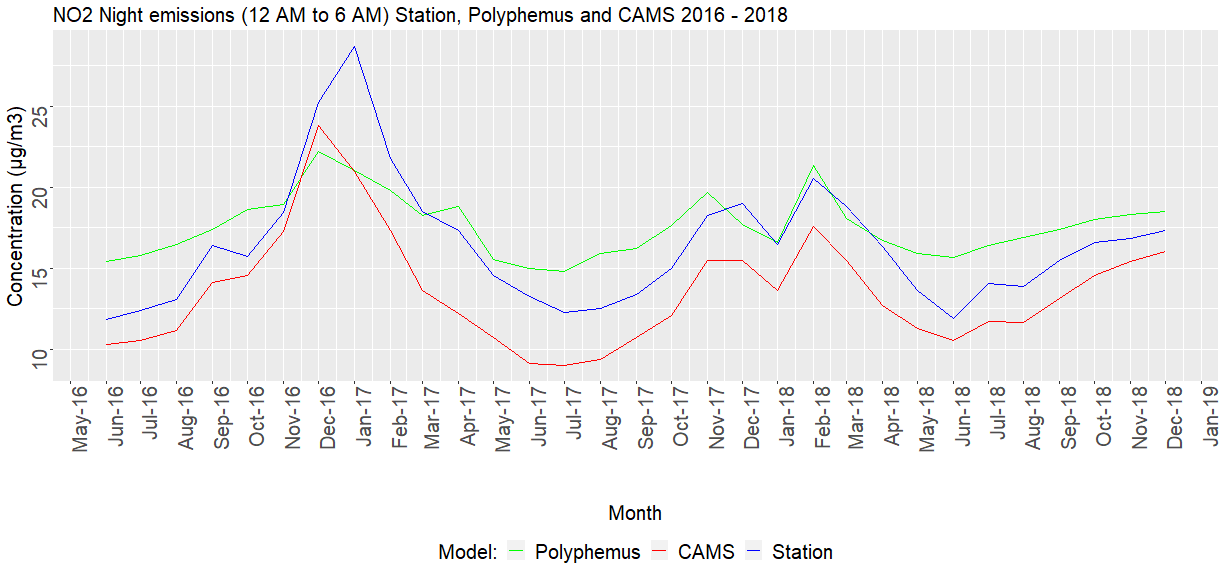 NO2 Night emissions (12 AM to 6 AM) Station, Polyphemus and CAMS 2016 - 2018
Concentration (µg/m3)
25
20
15
10
May-16
Jun-16
Jul-16
Aug-16
Sep-16
Oct-16
Nov-16
Dec-16
Jan-17
Feb-17
Mar-17
Apr-17
May-17
Jun-17
Jul-17
Aug-17
Sep-17
Oct-17
Nov-17
Dec-17
Jan-18
Feb-18
Mar-18
Apr-18
May-18
Jun-18
Jul-18
Aug-18
Sep-18
Oct-18
Nov-18
Dec-18
Jan-19
Month
Model: Polyphemus CAMS Station